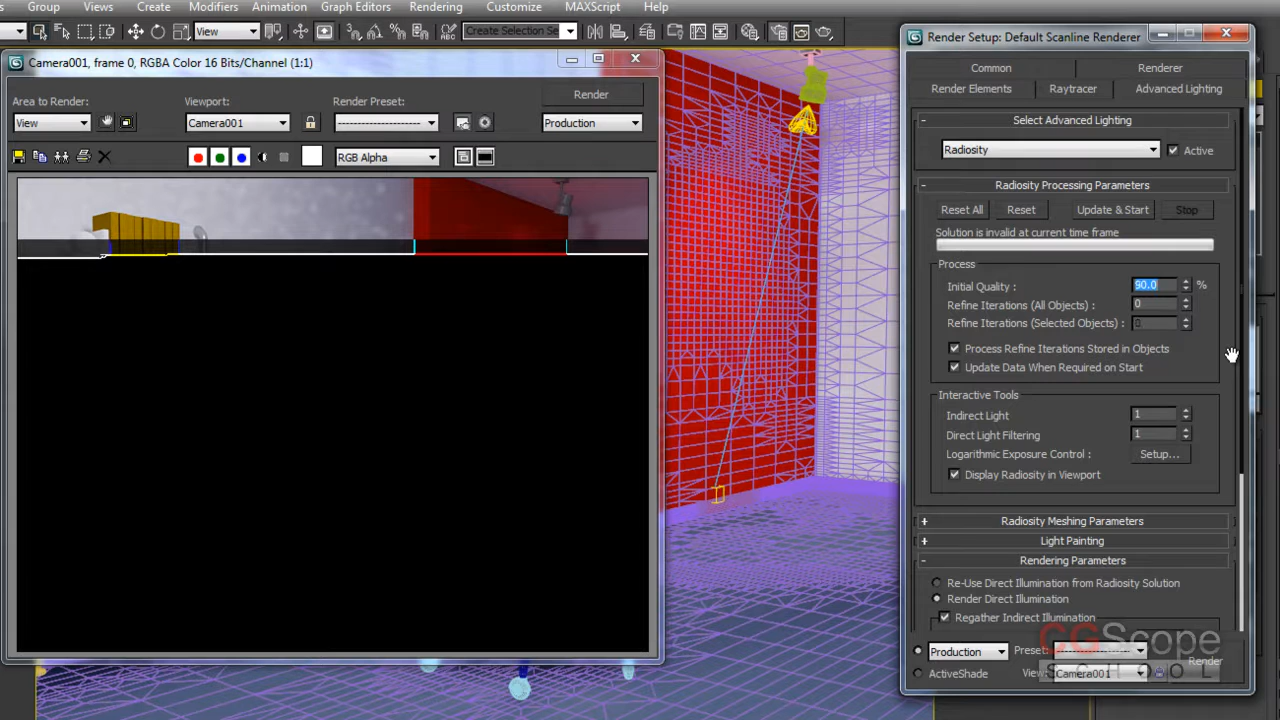 s Group Views Create Modifiers Animation Graph Editors Rendering Customize MAXScript Help
View Create Selection Se
Camera001, frame 0, RGBA Color 16 Bits/Channel (1:1)
Area to Render: Viewport: Render Preset: Render
View Camera001 Production
RGB Alpha
Render Setup: Default Scanline Renderer
Common Renderer
Render Elements Raytracer Advanced Lighting
- Select Advanced Lighting
Radiosity Active
- Radiosity Processing Parameters
Reset All Reset Update & Start Stop
Solution is invalid at current time frame
Process
Initial Quality : 90.0 %
Refine Iterations (All Objects) : 0
Refine Iterations (Selected Objects) : 0
Process Refine Iterations Stored in Objects
Update Data When Required on Start
Interactive Tools
Indirect Light 1
Direct Light Filtering 1
Logarithmic Exposure Control : Setup...
Display Radiosity in Viewport
+ Radiosity Meshing Parameters
+ Light Painting
- Rendering Parameters
Re-Use Direct Illumination from Radiosity Solution
Render Direct Illumination
Regather Indirect Illumination
CGScope
SCHOOL
Production Preset: Render
ActiveShade View: Camera001